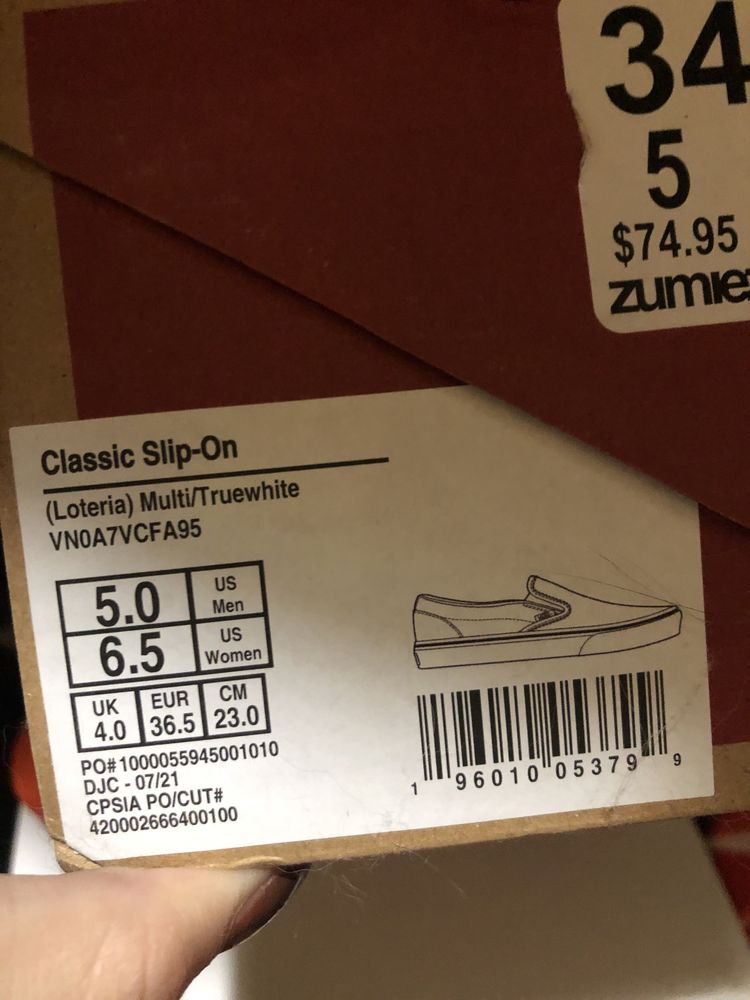 34
5
$74.95
zumie
Classic Slip-On
(Loteria) Multi/Truewhite
VN0A7VCFA95
5.0 US Men
6.5 US Women
UK 4.0 EUR 36.5 CM 23.0
PO# 1000055945001010
DJC - 07/21
CPSIA PO/CUT#
420002666400100
1 96010 05379 9